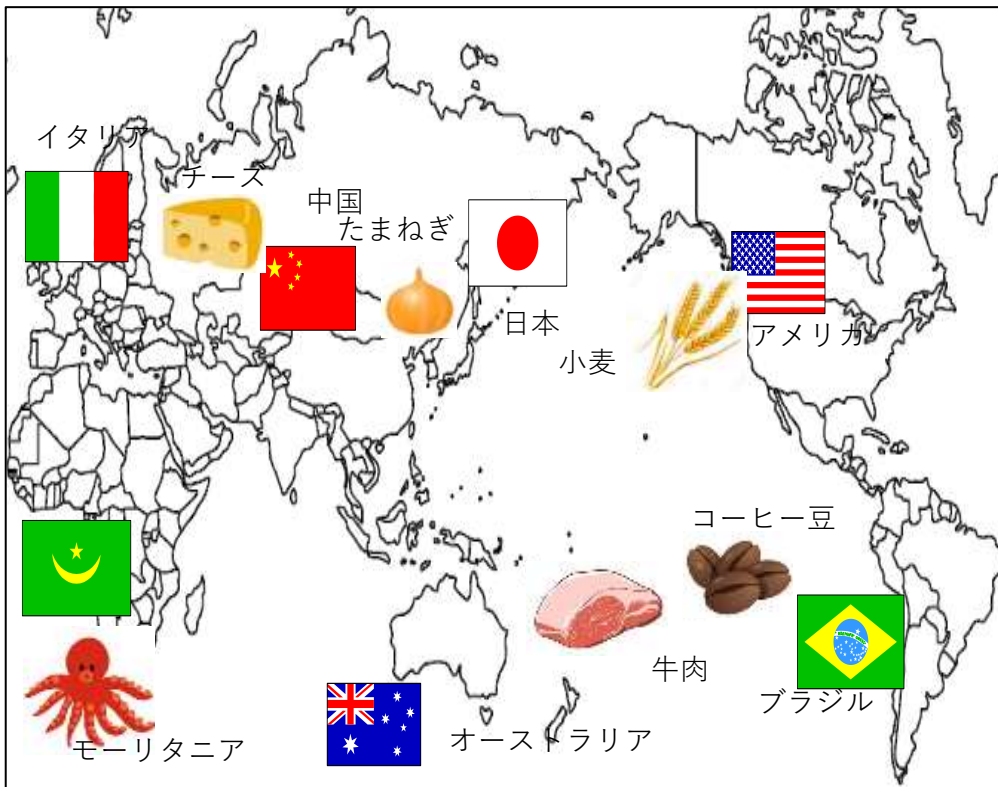 イタリア
チーズ
中国
たまねぎ
日本
小麦
アメリカ
コーヒー豆
牛肉
ブラジル
オーストラリア
モーリタニア